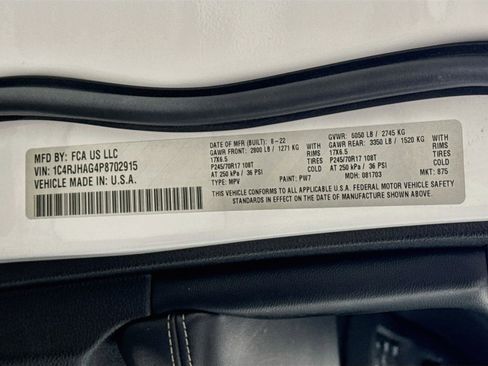 MFD BY: FCA US LLC
VIN: 1C4RJHAG4P8702915
VEHICLE MADE IN: U.S.A.
DATE OF MFR (BUILT): 8-22 GVWR: 5050 LB / 2745 KG
GAWR FRONT: 2800 LB / 1271 KG WITH GAWR REAR: 3350 LB / 1520 KG WITH
17X6.5 RIMS 17X6.5 RIMS
P245/70R17 108T TIRES P245/70R17 108T TIRES
AT 250 kPa / 36 PSI COLD AT 250 kPa / 36 PSI COLD
TYPE: MPV PAINT: PW7 MDH: 081703 MKT: 875
THIS VEHICLE CONFORMS TO ALL APPLICABLE U.S.A. FEDERAL MOTOR VEHICLE SAFETY
STANDARDS IN EFFECT ON THE DATE OF MANUFACTURE SHOWN ABOVE.